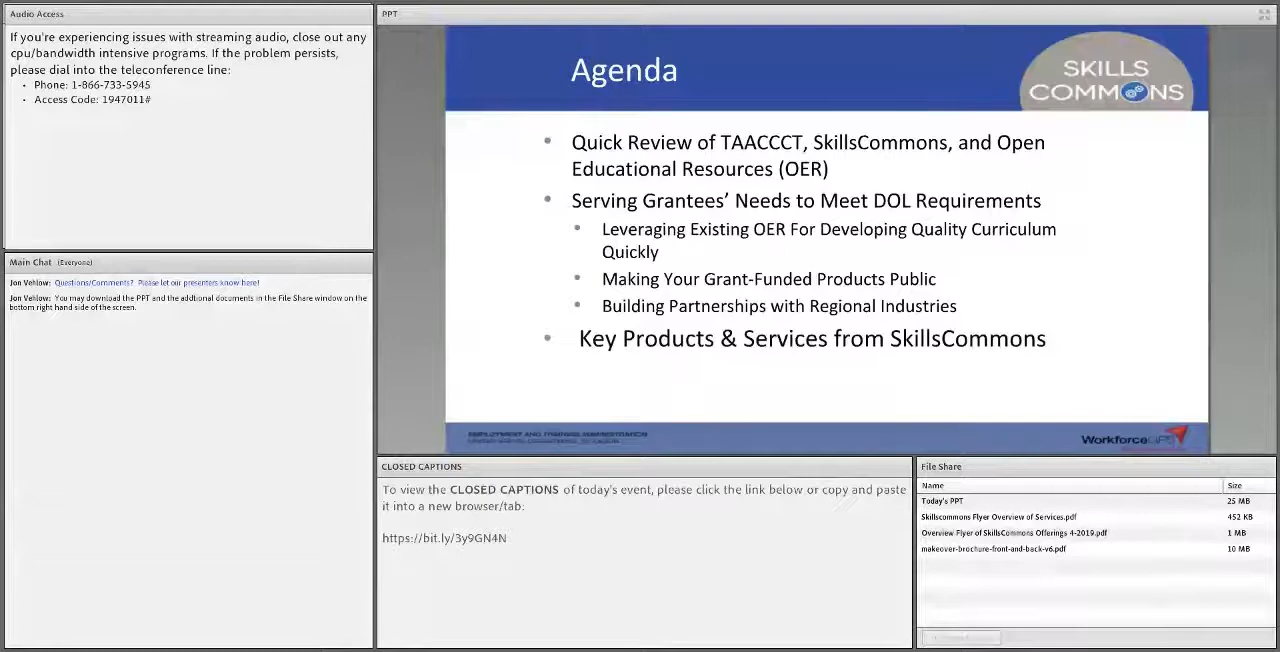 Audio Access
If you're experiencing issues with streaming audio, close out any
cpu/bandwidth intensive programs. If the problem persists,
please dial into the teleconference line:
• Phone: 1-866-733-5945
• Access Code: 1947011#
Main Chat (Everyone)
Jon Vehlow: Questions/Comments? Please let our presenters know here!
Jon Vehlow: You may download the PPT and the addtional documents in the File Share window on the
bottom right hand side of the screen.
PPT
Agenda
SKILLS
COMMONS
• Quick Review of TAACCCT, SkillsCommons, and Open
Educational Resources (OER)
• Serving Grantees' Needs to Meet DOL Requirements
• Leveraging Existing OER For Developing Quality Curriculum
Quickly
• Making Your Grant-Funded Products Public
• Building Partnerships with Regional Industries
• Key Products & Services from SkillsCommons
EMPLOYMENT AND TRAINING ADMINISTRATION
WorkforceGPS
CLOSED CAPTIONS
To view the CLOSED CAPTIONS of today's event, please click the link below or copy and paste
it into a new browser/tab:
https://bit.ly/3y9GN4N
File Share
Name Size
Today's PPT 25 MB
Skillscommons Flyer Overview of Services.pdf 452 KB
Overview Flyer of SkillsCommons Offerings 4-2019.pdf 1 MB
makeover-brochure-front-and-back-v6.pdf 10 MB